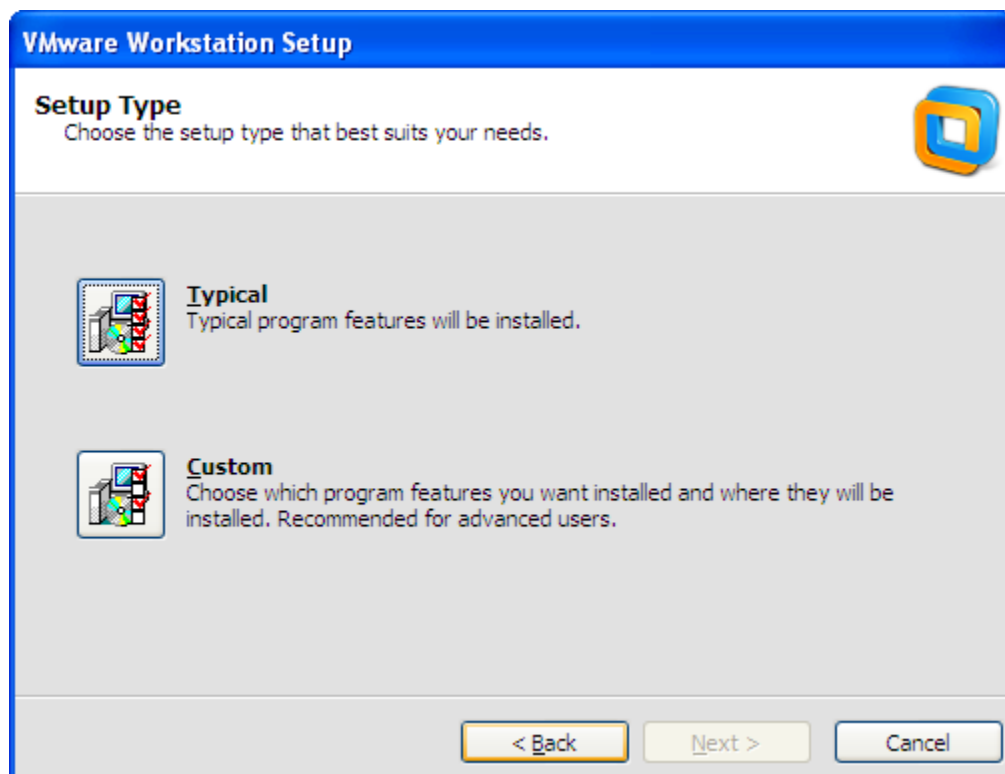 VMware Workstation Setup
Setup Type
Choose the setup type that best suits your needs.
Typical
Typical program features will be installed.
Custom
Choose which program features you want installed and where they will be
installed. Recommended for advanced users.
< Back Next > Cancel